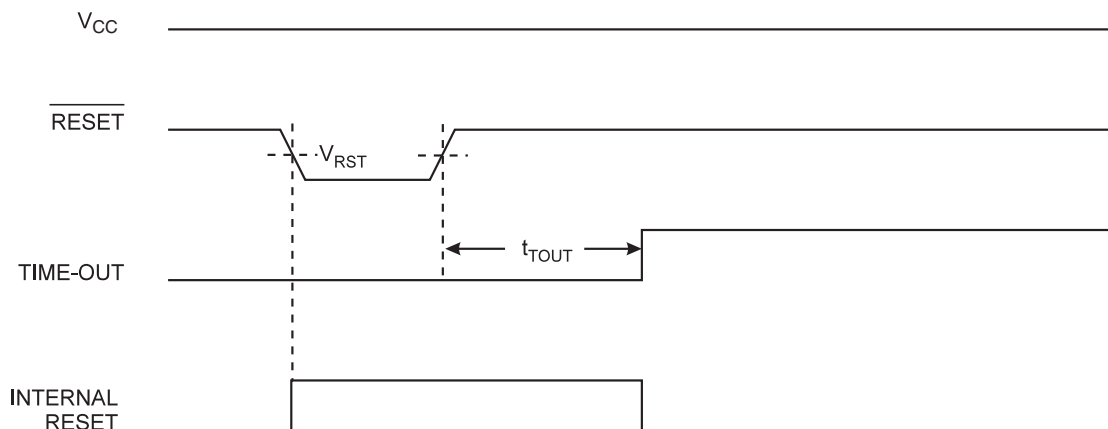 VCC
RESET
VRST
tTOUT
TIME-OUT
INTERNAL
RESET